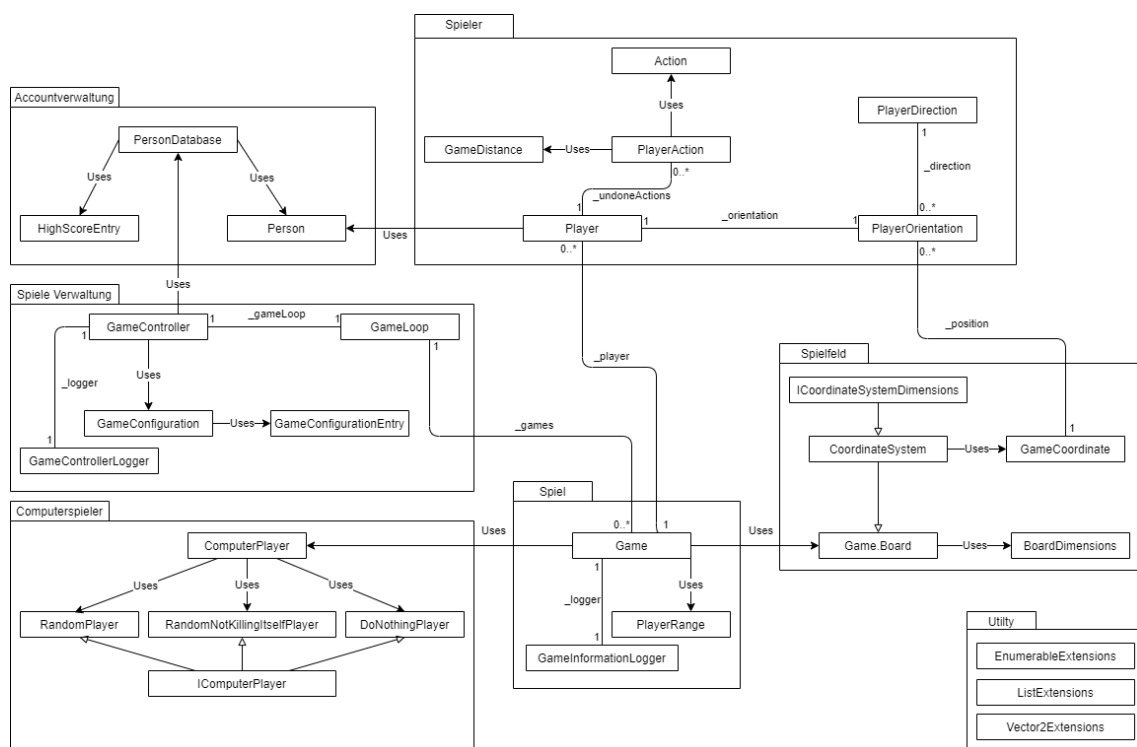 Spieler
Action
Uses
PlayerDirection
1
GameDistance
Uses
PlayerAction
0..*
_direction
_undoneActions
1
0..*
Player
1
_orientation
1
PlayerOrientation
0..*
0..*
Uses
Accountverwaltung
PersonDatabase
Uses
Uses
HighScoreEntry
Person
Uses
Spiele Verwaltung
GameController
1
_gameLoop
1
GameLoop
1
1
_logger
Uses
GameConfiguration
Uses
GameConfigurationEntry
1
GameControllerLogger
_player
_games
_position
Spielfeld
ICoordinateSystemDimensions
1
CoordinateSystem
Uses
GameCoordinate
Game.Board
Uses
BoardDimensions
Computerspieler
ComputerPlayer
Uses
Uses
Uses
RandomPlayer
RandomNotKillingItselfPlayer
DoNothingPlayer
IComputerPlayer
Uses
Spiel
0..*
1
Game
Uses
1
_logger
Uses
1
PlayerRange
GameInformationLogger
Utilty
EnumerableExtensions
ListExtensions
Vector2Extensions